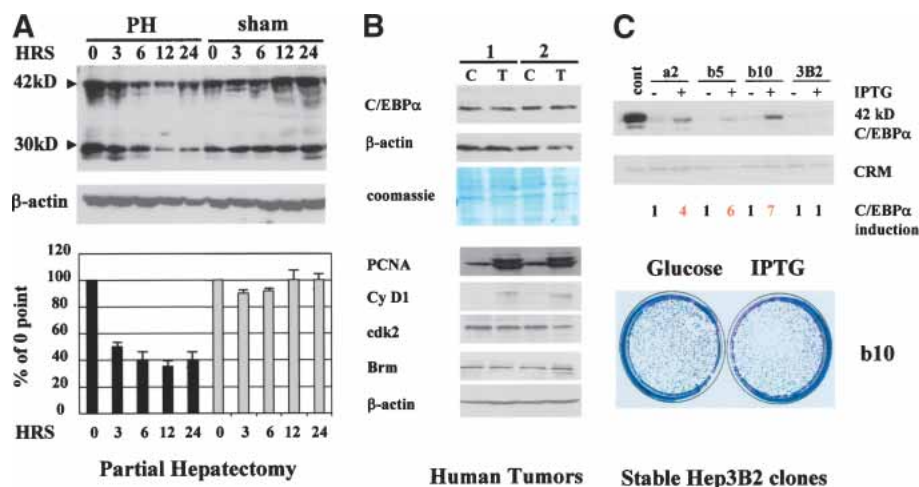 A
PH sham
HRS 0 3 6 12 24 0 3 6 12 24
42kD
30kD
β-actin
120
100
80
60
40
20
0
% of 0 point
HRS 0 3 6 12 24 0 3 6 12 24
Partial Hepatectomy
B
1 2
C T C T
C/EBPα
β-actin
coomassie
PCNA
Cy D1
cdk2
Brm
β-actin
Human Tumors
C
cont a2 b5 b10 3B2
- + - + - + - + IPTG
42 kD
C/EBPα
CRM
1 4 1 6 1 7 1 1 C/EBPα
induction
Glucose IPTG
b10
Stable Hep3B2 clones